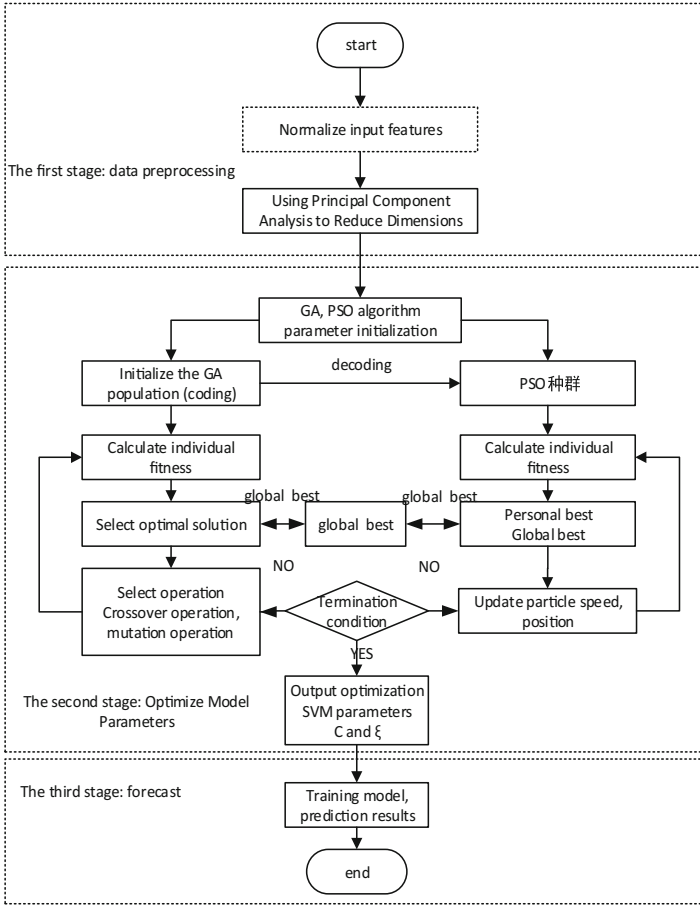 start
Normalize input features
The first stage: data preprocessing
Using Principal Component
Analysis to Reduce Dimensions
GA, PSO algorithm
parameter initialization
Initialize the GA
population (coding)
decoding
PSO 种群
Calculate individual
fitness
Calculate individual
fitness
global best
global best
Select optimal solution
global best
Personal best
Global best
NO
NO
Select operation
Crossover operation,
mutation operation
Termination
condition
Update particle speed,
position
YES
Output optimization
SVM parameters
C and ξ
The second stage: Optimize Model
Parameters
The third stage: forecast
Training model,
prediction results
end